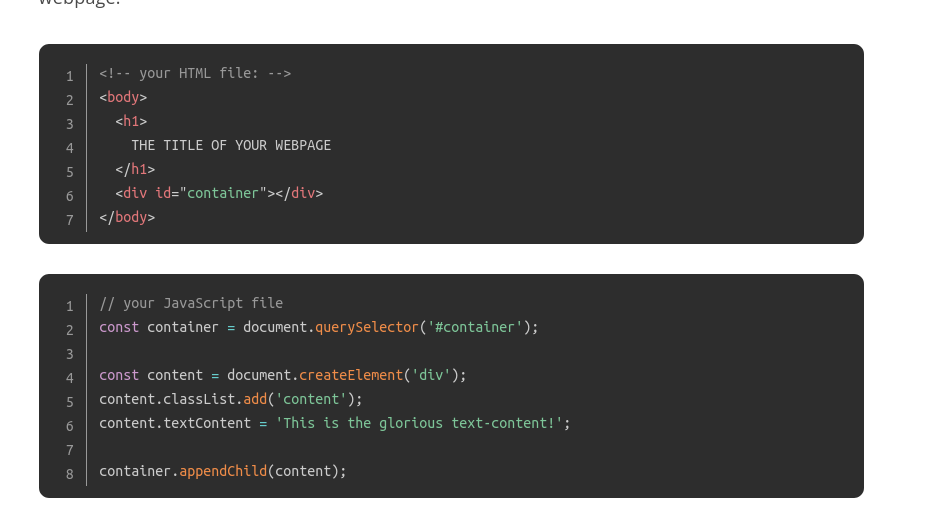 webpage.
1 <!-- your HTML file: -->
2 <body>
3   <h1>
4     THE TITLE OF YOUR WEBPAGE
5   </h1>
6   <div id="container"></div>
7 </body>
1 // your JavaScript file
2 const container = document.querySelector('#container');
3
4 const content = document.createElement('div');
5 content.classList.add('content');
6 content.textContent = 'This is the glorious text-content!';
7
8 container.appendChild(content);